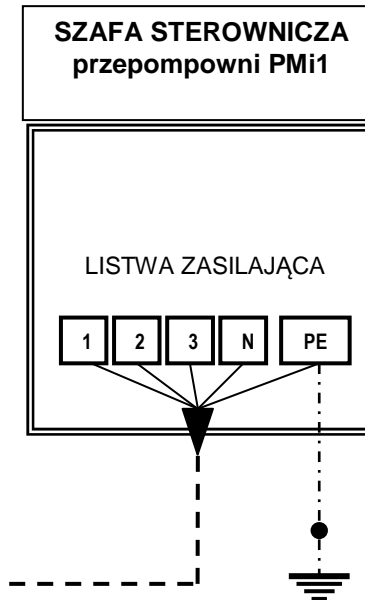 SZAFA STEROWNICZA
przepompowni PMi1
LISTWA ZASILAJĄCA
1 2 3 N PE